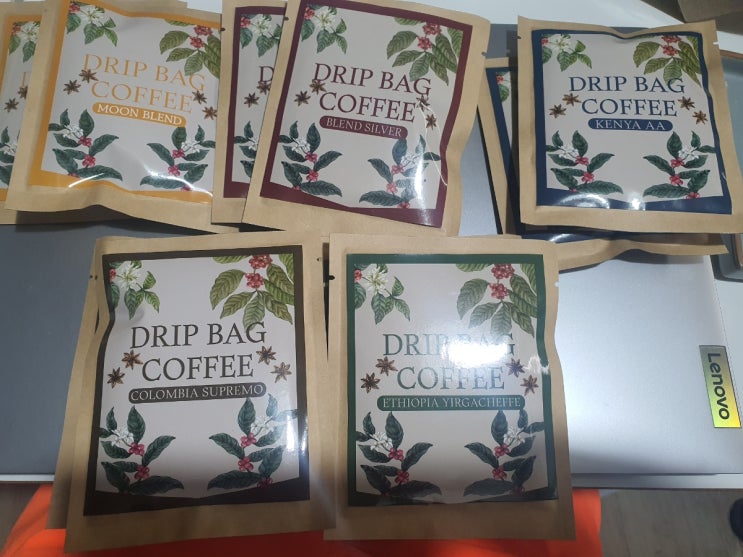 DRIP BAG
COFFEE
MOON BLEND
DRIP BAG
COFFEE
BLEND SILVER
DRIP BAG
COFFEE
KENYA AA
DRIP BAG
COFFEE
COLOMBIA SUPREMO
DRIP BAG
COFFEE
ETHIOPIA YIRGACHEFFE
Lenovo